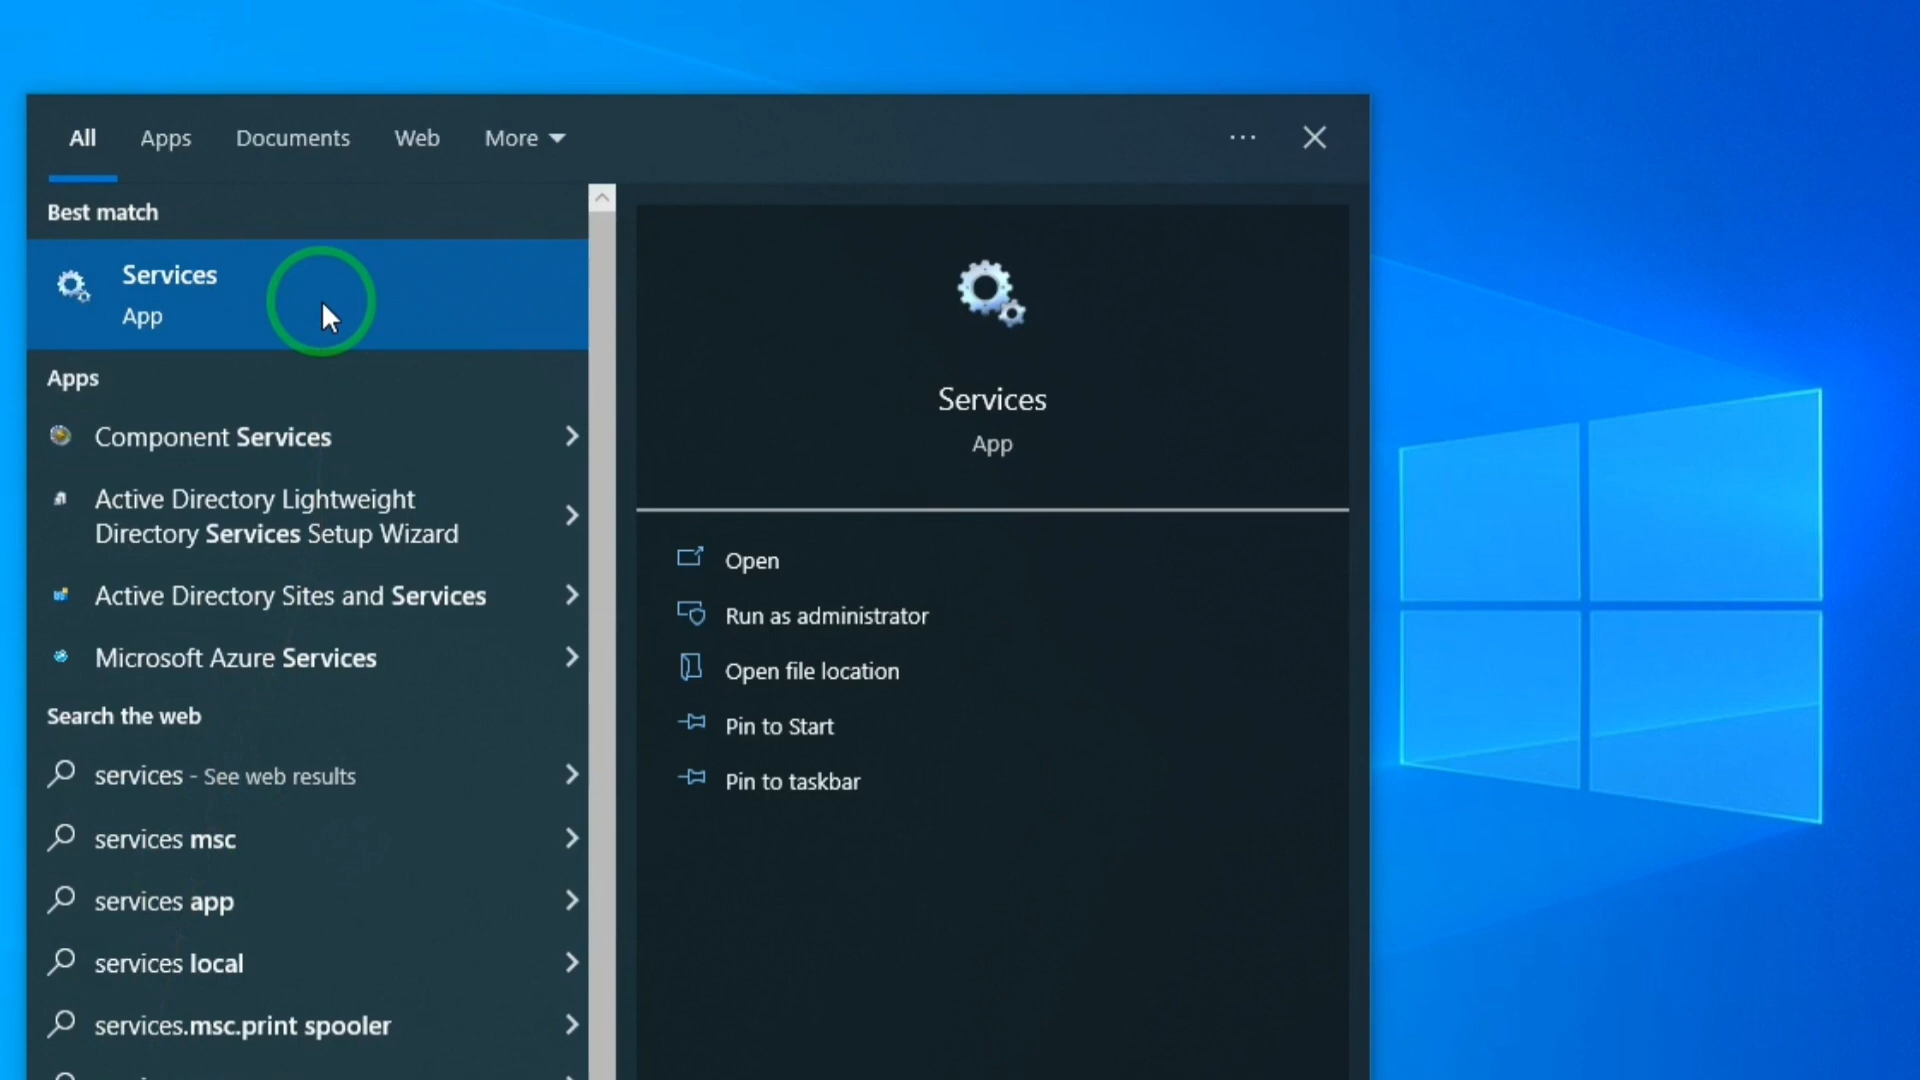 All Apps Documents Web More ...
Best match
Services
App
Apps
Component Services
Active Directory Lightweight
Directory Services Setup Wizard
Active Directory Sites and Services
Microsoft Azure Services
Search the web
services - See web results
services msc
services app
services local
services.msc.print spooler
Services
App
Open
Run as administrator
Open file location
Pin to Start
Pin to taskbar